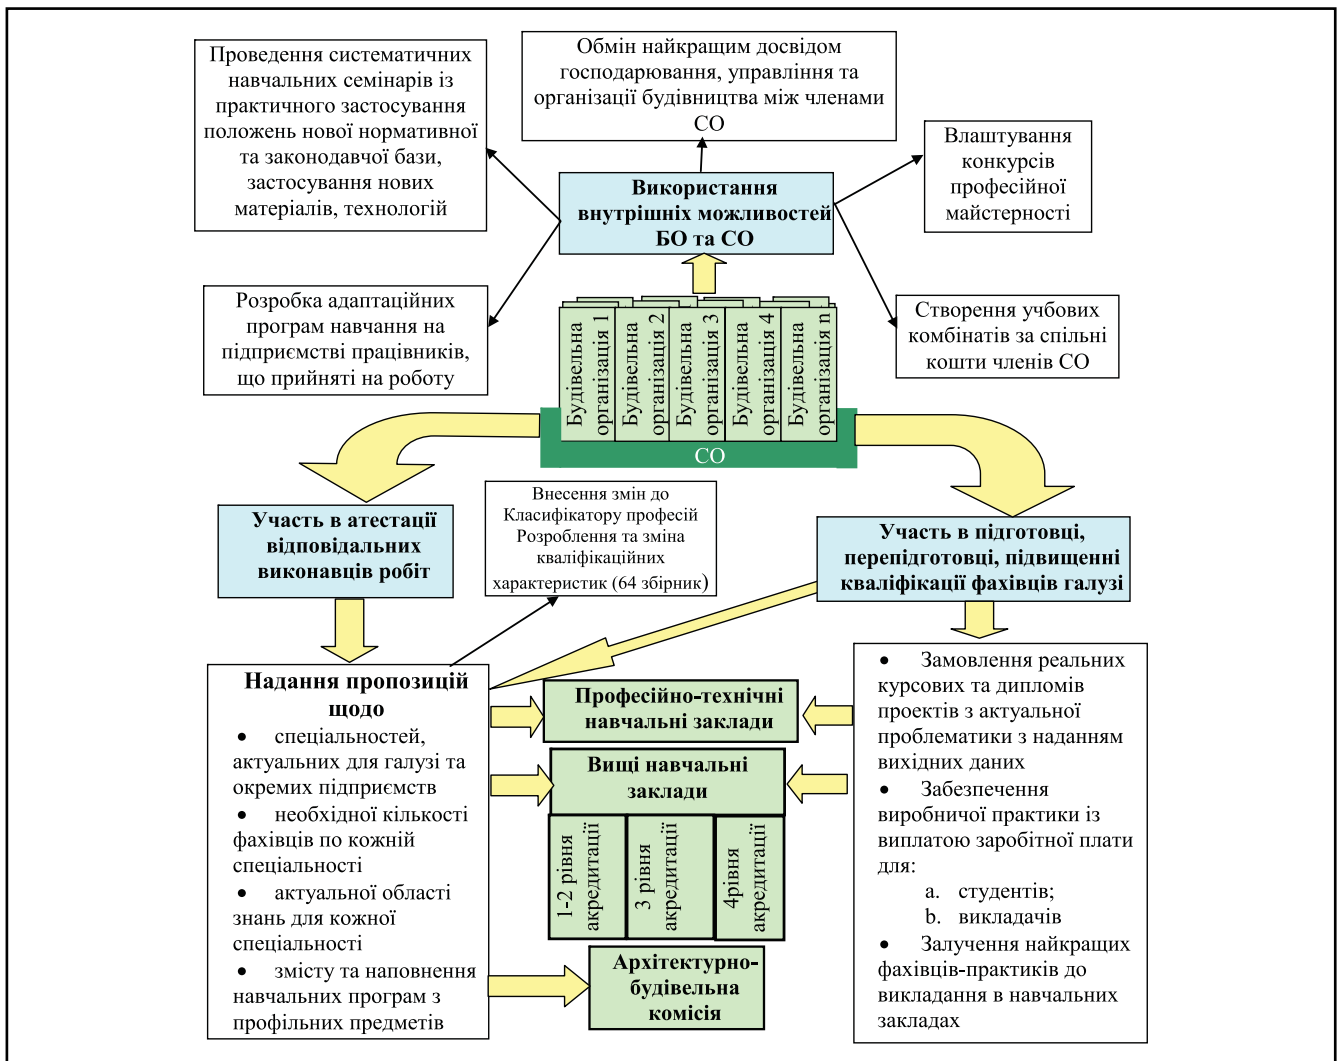 Проведення систематичних
навчальних семінарів із
практичного застосування
положень нової нормативної
та законодавчої бази,
застосування нових
матеріалів, технологій
Обмін найкращим досвідом
господарювання, управління та
організації будівництва між членами
СО
Влаштування
конкурсів
професійної
майстерності
Використання
внутрішніх можливостей
БО та СО
Розробка адаптаційних
програм навчання на
підприємстві працівників,
що прийняті на роботу
Будівельна
організація 1
Будівельна
організація 2
Будівельна
організація 3
Будівельна
організація 4
Будівельна
організація n
СО
Створення учбових
комбінатів за спільні
кошти членів СО
Участь в атестації
відповідальних
виконавців робіт
Внесення змін до
Класифікатору професій
Розроблення та зміна
кваліфікаційних
характеристик (64 збірник)
Участь в підготовці,
перепідготовці, підвищенні
кваліфікації фахівців галузі
Надання пропозицій
щодо
• спеціальностей,
актуальних для галузі та
окремих підприємств
• необхідної кількості
фахівців по кожній
спеціальності
• актуальної області
знань для кожної
спеціальності
• змісту та наповнення
навчальних програм з
профільних предметів
Професійно-технічні
навчальні заклади
Вищі навчальні
заклади
1-2 рівня
акредитації
3 рівня
акредитації
4рівня
акредитації
Архітектурно-
будівельна
комісія
• Замовлення реальних
курсових та дипломів
проектів з актуальної
проблематики з наданням
вихідних даних
• Забезпечення
виробничої практики із
виплатою заробітної плати
для:
a. студентів;
b. викладачів
• Залучення найкращих
фахівців-практиків до
викладання в навчальних
закладах